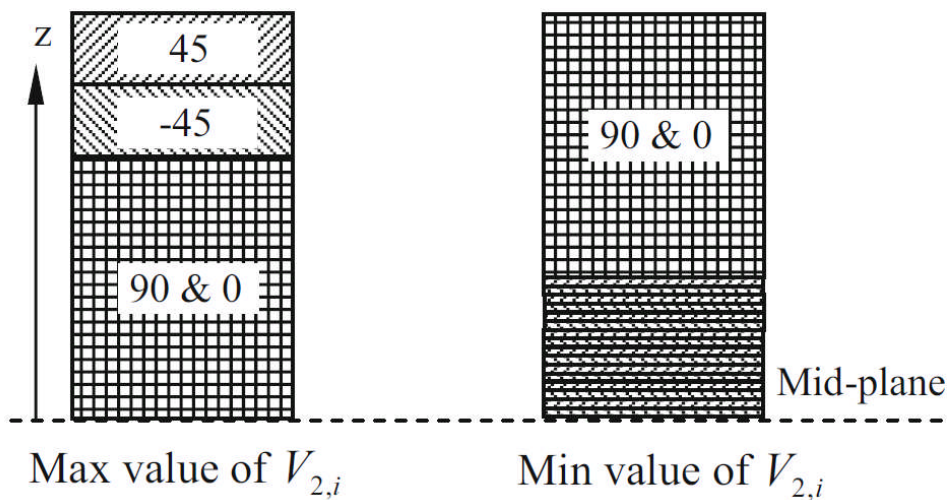 z
45
-45
90 & 0
90 & 0
Mid-plane
Max value of V2,i
Min value of V2,i